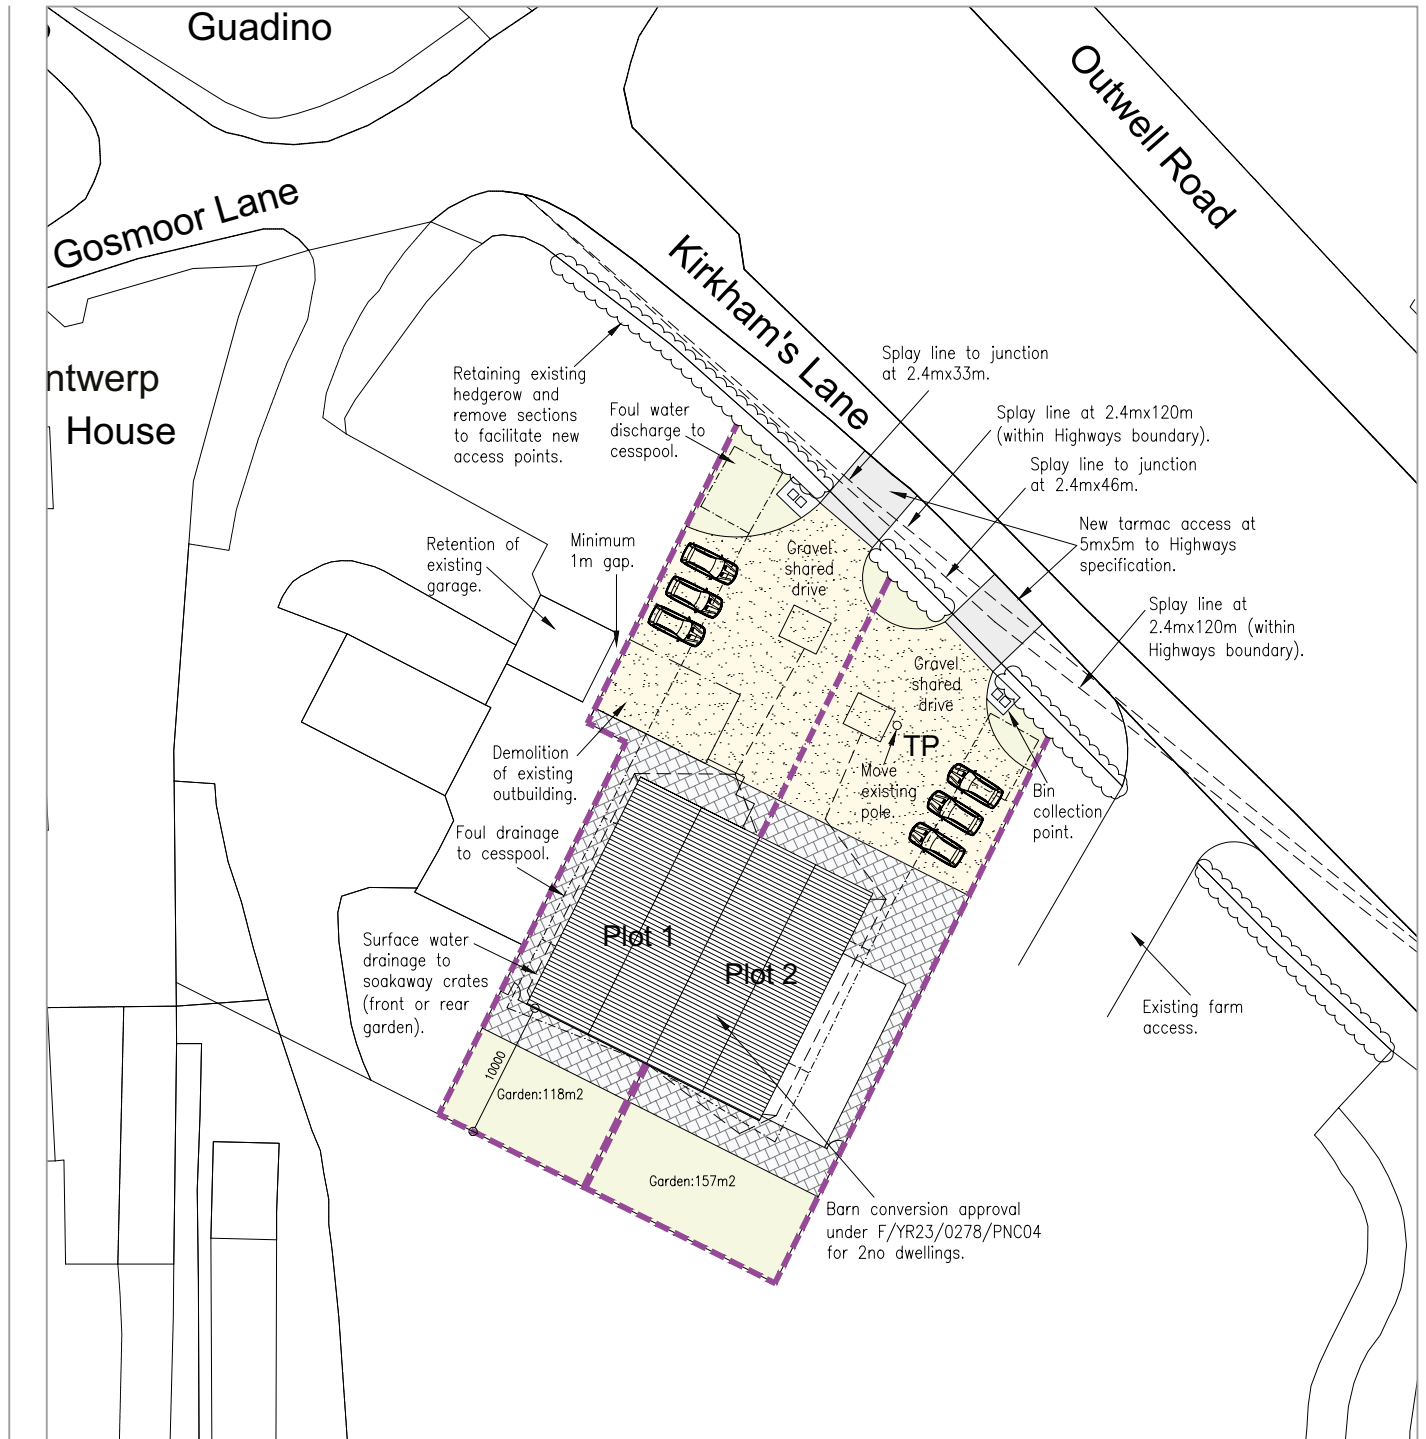 Guadino
Outwell Road
Gosmoor Lane
Kirkham's Lane
ntwerp
House
Retaining existing
hedgerow and
remove sections
to facilitate new
access points.
Foul water
discharge to
cesspool.
Splay line to junction
at 2.4mx33m.
Splay line at 2.4mx120m
(within Highways boundary).
Splay line to junction
at 2.4mx46m.
New tarmac access at
5mx5m to Highways
specification.
Splay line at
2.4mx120m (within
Highways boundary).
Retention of
existing
garage.
Minimum
1m gap.
Gravel
shared
drive
Gravel
shared
drive
TP
Move
existing
pole.
Bin
collection
point.
Demolition
of existing
outbuilding.
Foul drainage
to cesspool.
Surface water
drainage to
soakaway crates
(front or rear
garden).
Plot 1
Plot 2
Existing farm
access.
10000
Garden:118m2
Garden:157m2
Barn conversion approval
under F/YR23/0278/PNC04
for 2no dwellings.